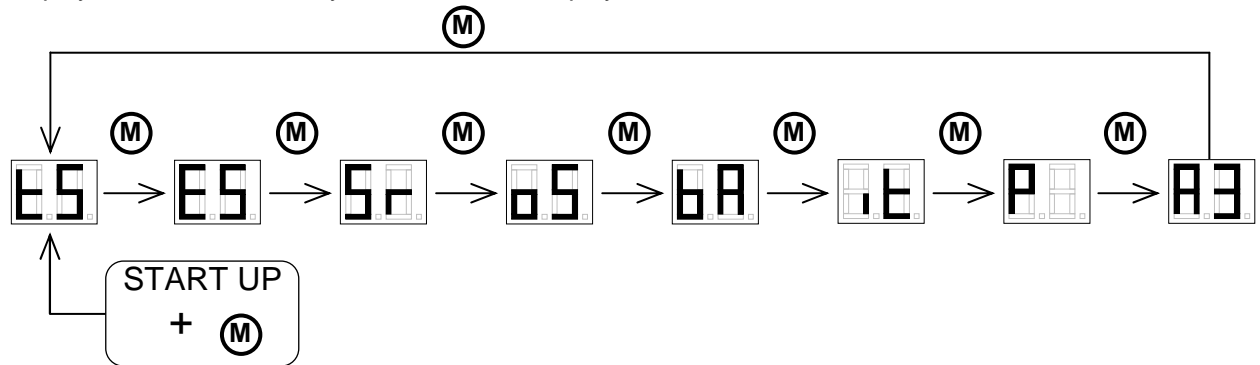 M
M M M M M M M
tS ES Sr oS bA it P A3
START UP
+ M